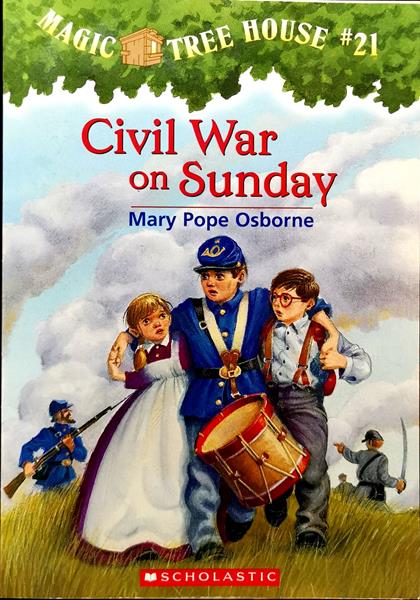 MAGIC TREE HOUSE #21
Civil War
on Sunday
Mary Pope Osborne
SCHOLASTIC